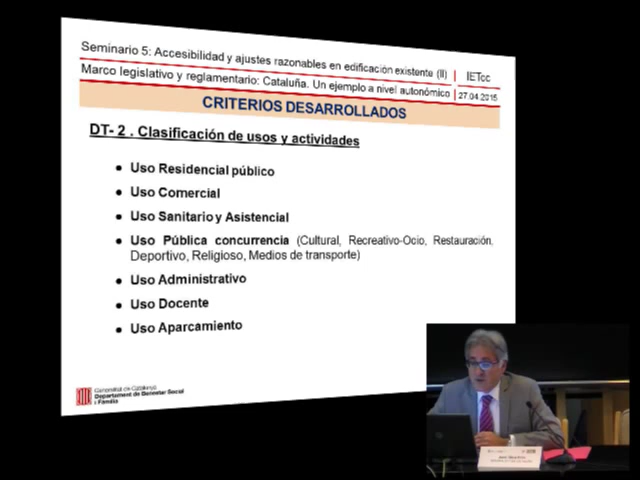 Seminario 5: Accesibilidad y ajustes razonables en edificación existente (II)
IETcc
Marco legislativo y reglamentario: Cataluña. Un ejemplo a nivel autonómico
27.04.2015
CRITERIOS DESARROLLADOS
DT- 2 . Clasificación de usos y actividades
• Uso Residencial público
• Uso Comercial
• Uso Sanitario y Asistencial
• Uso Pública concurrencia (Cultural, Recreativo-Ocio, Restauración,
Deportivo, Religioso, Medios de transporte)
• Uso Administrativo
• Uso Docente
• Uso Aparcamiento
Generalitat de Catalunya
Departament de Benestar Social
i Família